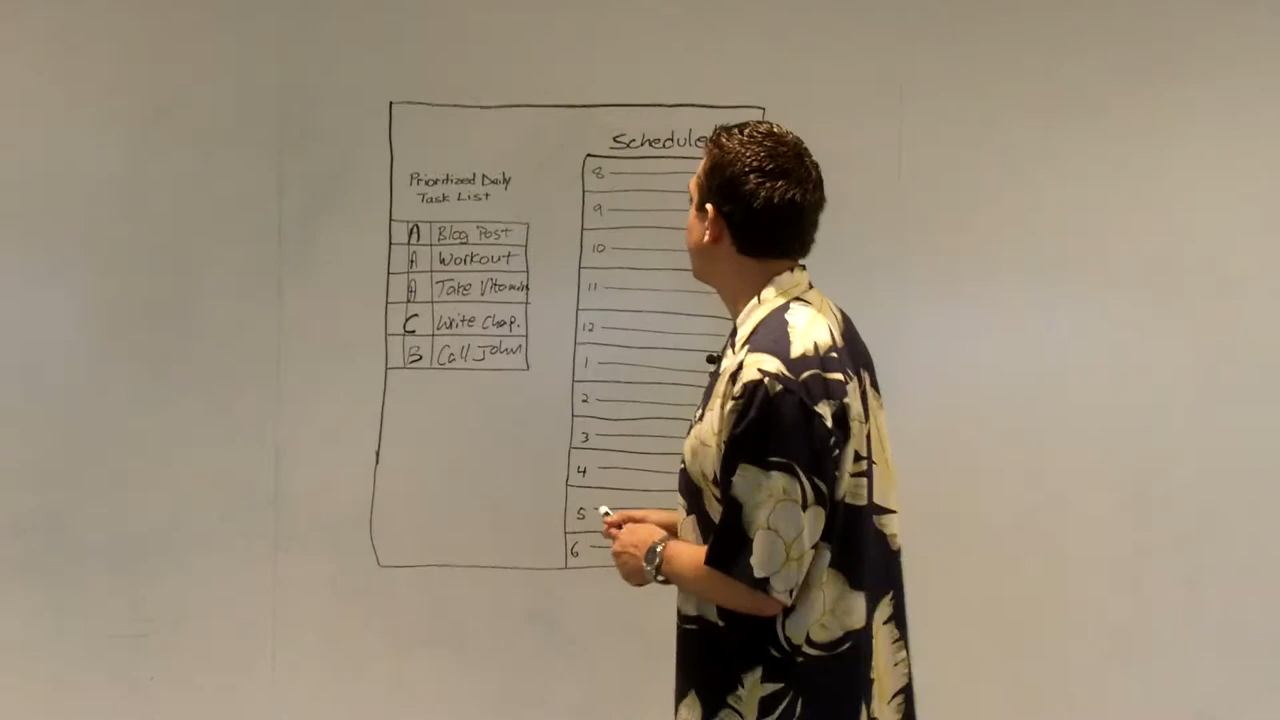 Schedule
Prioritized Daily
Task List
A Blog Post
A Workout
A Take Vitamins
C Write Chap.
B Call John
8
9
10
11
12
1
2
3
4
5
6